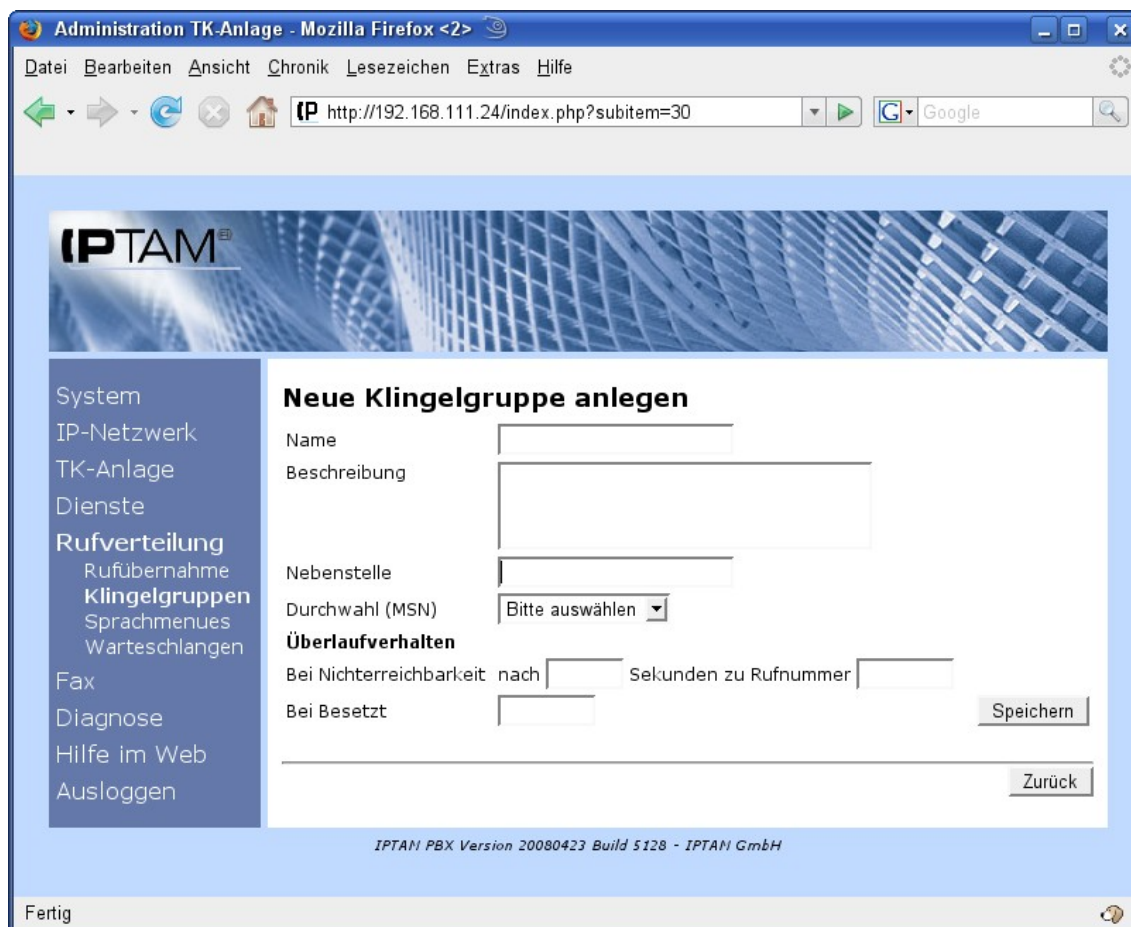 Administration TK-Anlage - Mozilla Firefox <2>
Datei Bearbeiten Ansicht Chronik Lesezeichen Extras Hilfe
(P http://192.168.111.24/index.php?subitem=30
G Google
IPTAM®
System
IP-Netzwerk
TK-Anlage
Dienste
Rufverteilung
Rufübernahme
Klingelgruppen
Sprachmenues
Warteschlangen
Fax
Diagnose
Hilfe im Web
Ausloggen
Neue Klingelgruppe anlegen
Name
Beschreibung
Nebenstelle
Durchwahl (MSN) Bitte auswählen
Überlaufverhalten
Bei Nichterreichbarkeit nach Sekunden zu Rufnummer
Bei Besetzt
Speichern
Zurück
IPTAM PBX Version 20080423 Build 5128 - IPTAM GmbH
Fertig